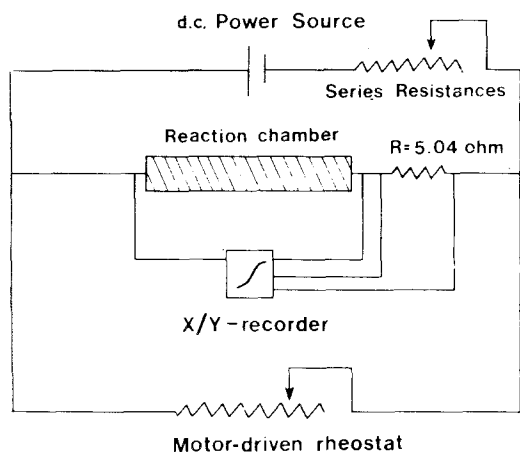 d.c. Power Source
Series Resistances
Reaction chamber
R=5.04 ohm
X/Y-recorder
Motor-driven rheostat